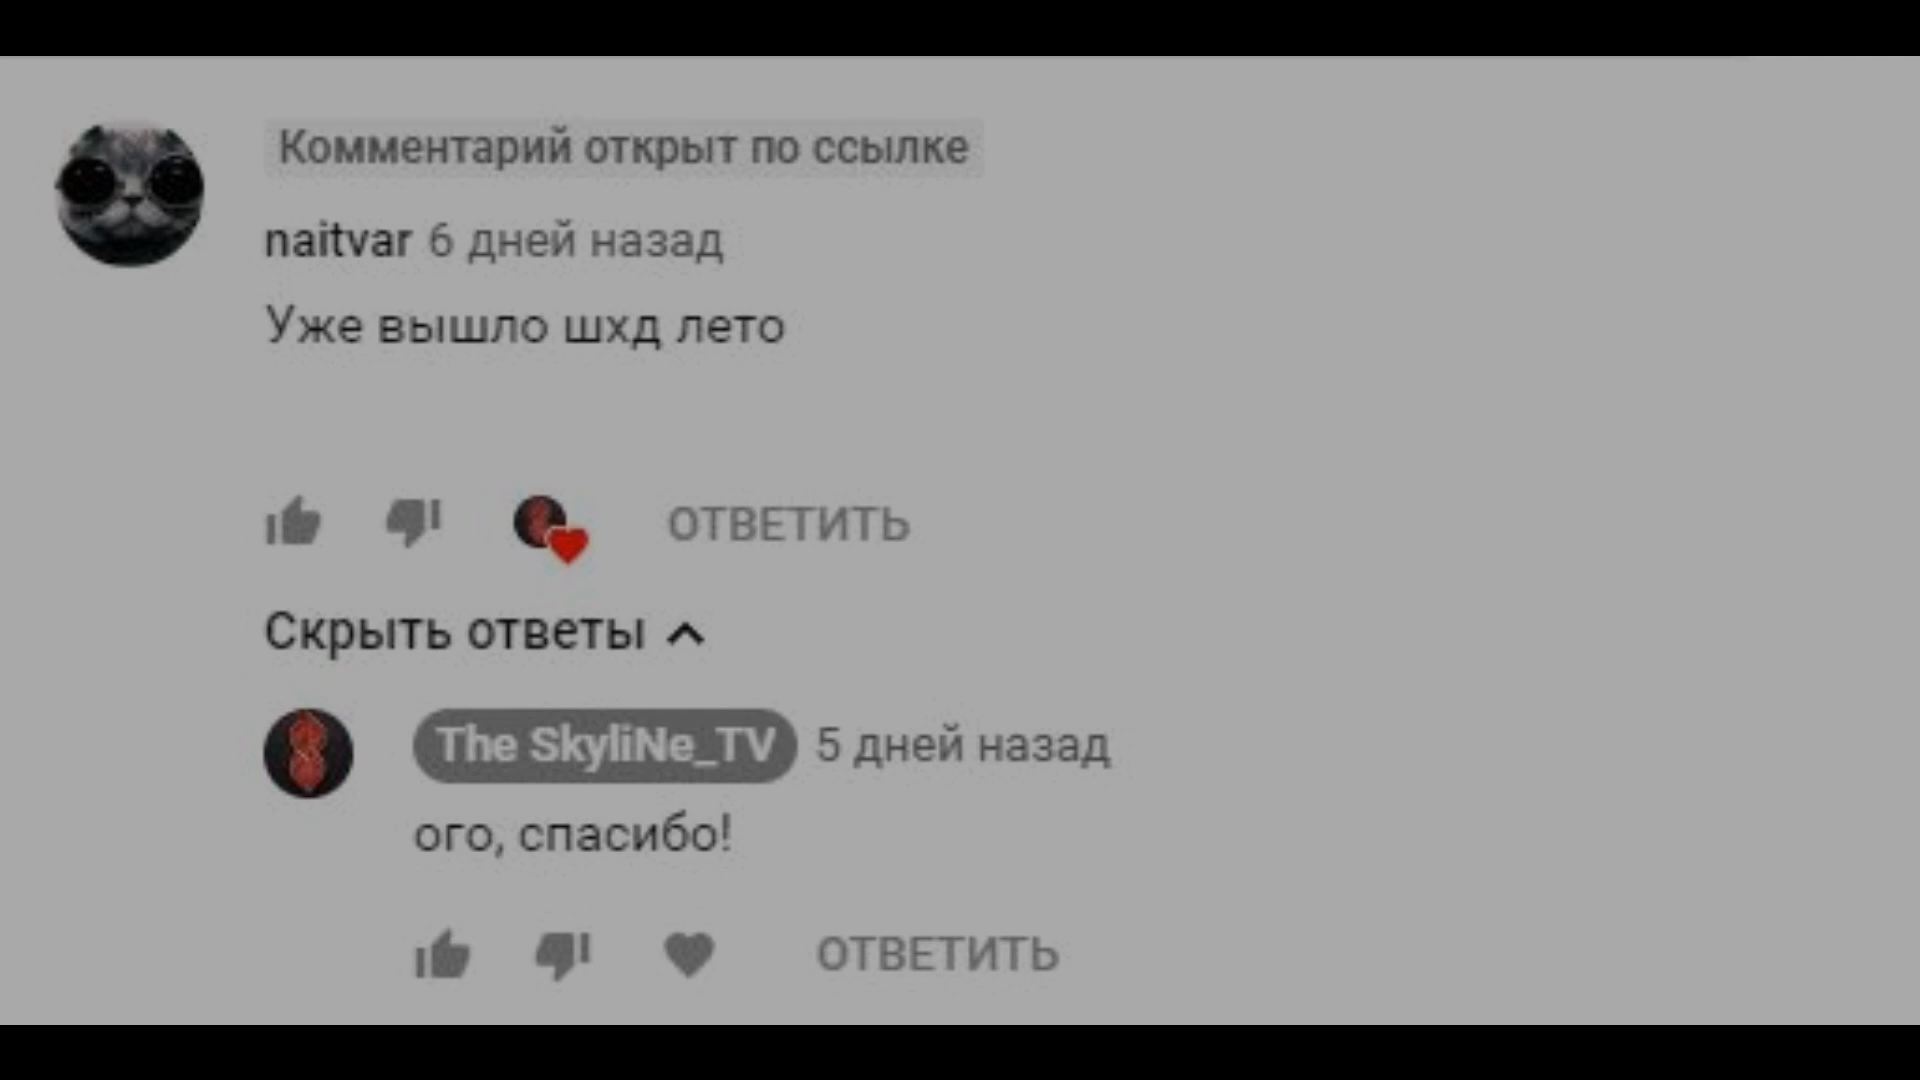 Комментарий открыт по ссылке
naitvar 6 дней назад
Уже вышло шхд лето
ОТВЕТИТЬ
Скрыть ответы
The SkyliNe_TV 5 дней назад
ого, спасибо!
ОТВЕТИТЬ